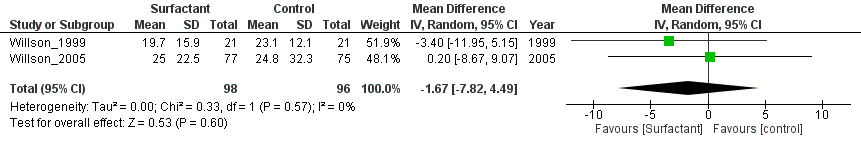 Surfactant Control Mean Difference Mean Difference
Study or Subgroup Mean SD Total Mean SD Total Weight IV, Random, 95% CI Year IV, Random, 95% CI
Willson_1999 19.7 15.9 21 23.1 12.1 21 51.9% -3.40 [-11.95, 5.15] 1999
Willson_2005 25 22.5 77 24.8 32.3 75 48.1% 0.20 [-8.67, 9.07] 2005
Total (95% CI) 98 96 100.0% -1.67 [-7.82, 4.49]
Heterogeneity: Tau² = 0.00; Chi² = 0.33, df = 1 (P = 0.57); I² = 0%
Test for overall effect: Z = 0.53 (P = 0.60)
-10 -5 0 5 10
Favours [Surfactant] Favours [control]